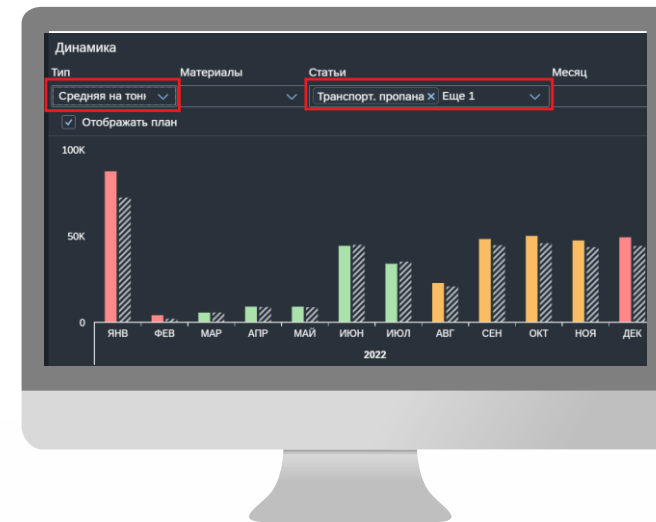 Динамика
Тип Материалы Статьи Месяц
Средняя на тон Транспорт. пропана × Еще 1
Отображать план
100K
50K
0
ЯНВ ФЕВ МАР АПР МАЙ ИЮН ИЮЛ АВГ СЕН ОКТ НОЯ ДЕК
2022